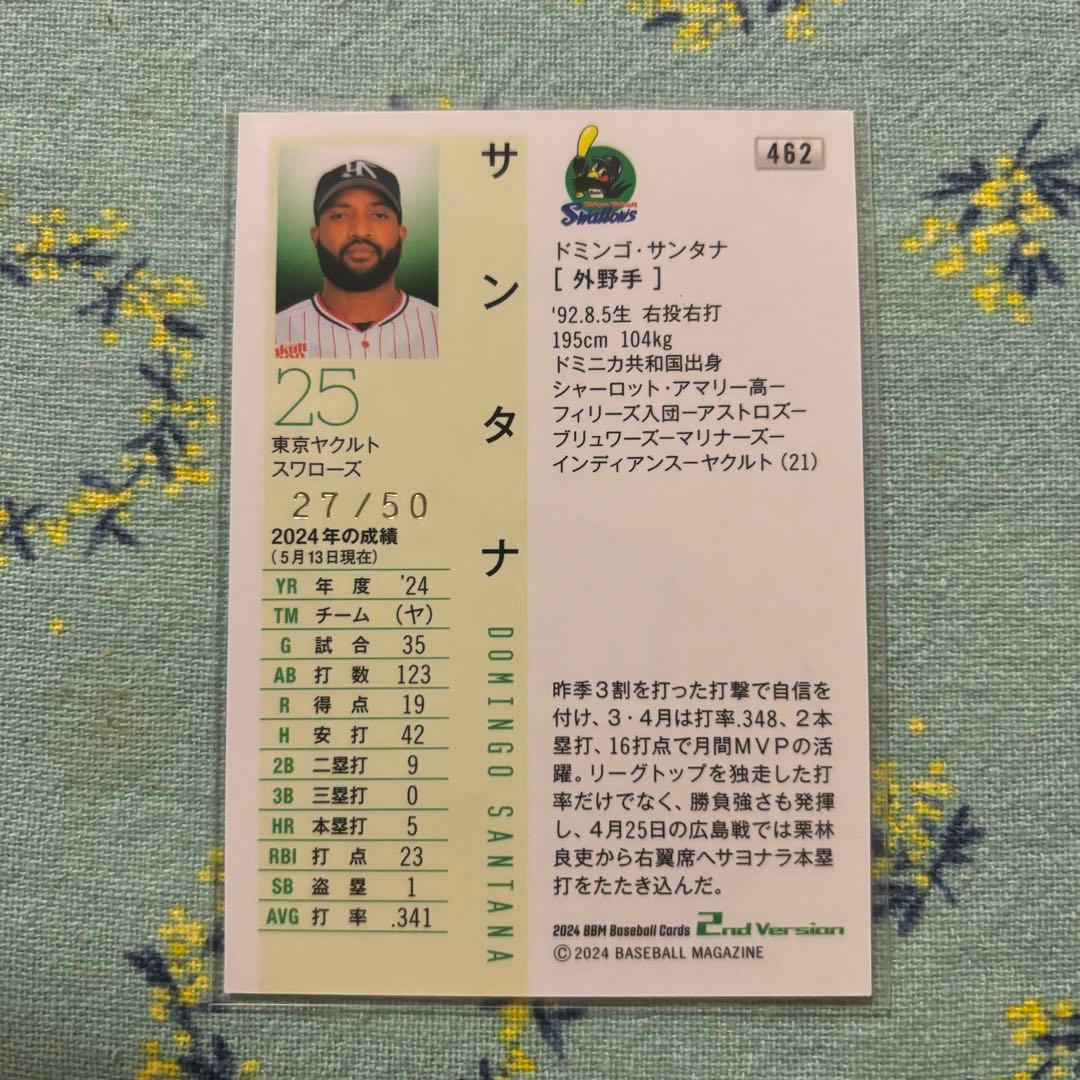 サンタナ
DOMINGO SANTANA
25
東京ヤクルト
スワローズ
27/50
2024年の成績
(5月13日現在)
YR 年度 '24
TM チーム (ヤ)
G 試合 35
AB 打数 123
R 得点 19
H 安打 42
2B 二塁打 9
3B 三塁打 0
HR 本塁打 5
RBI 打点 23
SB 盗塁 1
AVG 打率 .341
Tokyo Yakult
Swallows
462
ドミンゴ・サンタナ
[ 外野手 ]
'92.8.5生 右投右打
195cm 104kg
ドミニカ共和国出身
シャーロット・アマリー高ー
フィリーズ入団ーアストロズー
ブリュワーズーマリナーズー
インディアンスーヤクルト(21)
昨季3割を打った打撃で自信を
付け、3・4月は打率.348、2本
塁打、16打点で月間MVPの活
躍。リーグトップを独走した打
率だけでなく、勝負強さも発揮
し、4月25日の広島戦では栗林
良吏から右翼席へサヨナラ本塁
打をたたき込んだ。
2024 BBM Baseball Cards 2nd Version
©2024 BASEBALL MAGAZINE